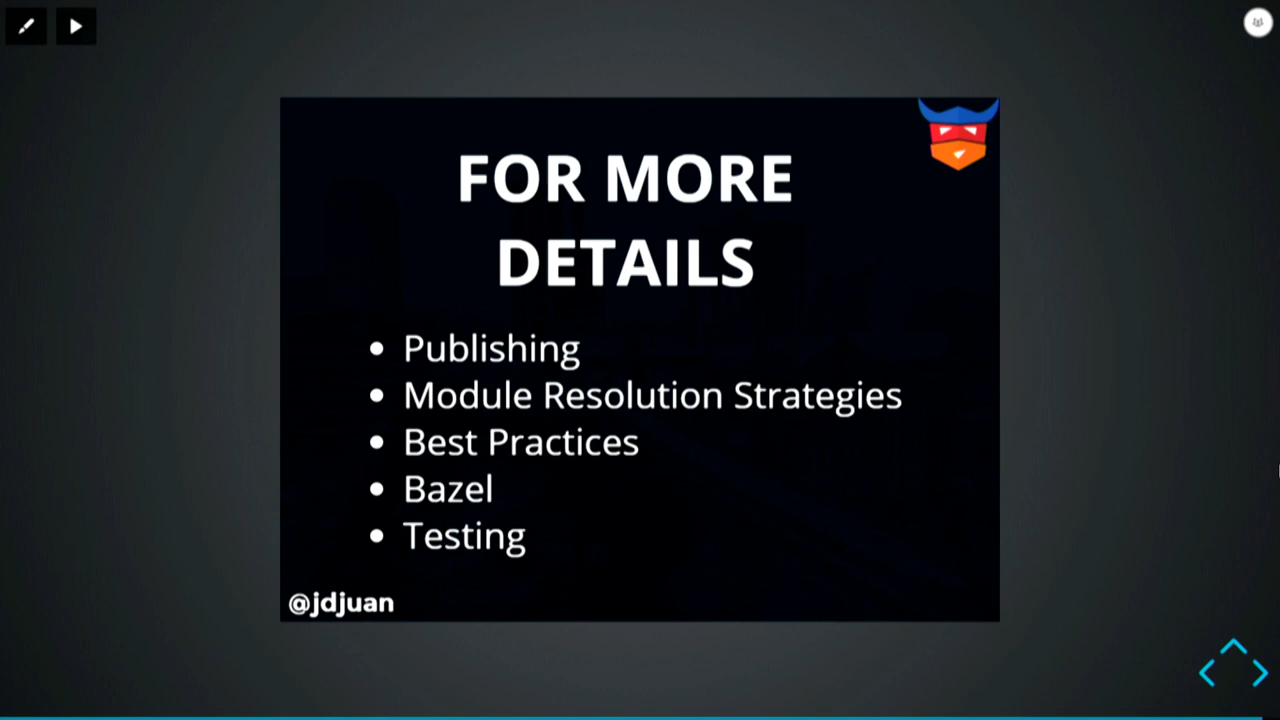 FOR MORE
DETAILS
Publishing
Module Resolution Strategies
Best Practices
Bazel
Testing
@jdjuan